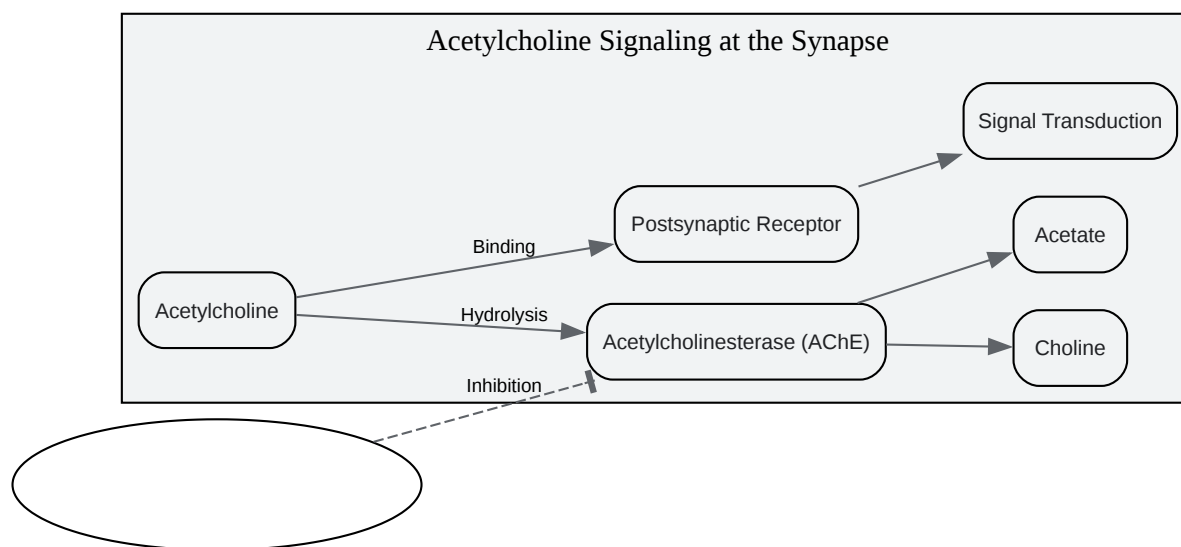 Acetylcholine Signaling at the Synapse
Signal Transduction
Postsynaptic Receptor
Acetate
Binding
Acetylcholine
Hydrolysis
Acetylcholinesterase (AChE)
Choline
Inhibition